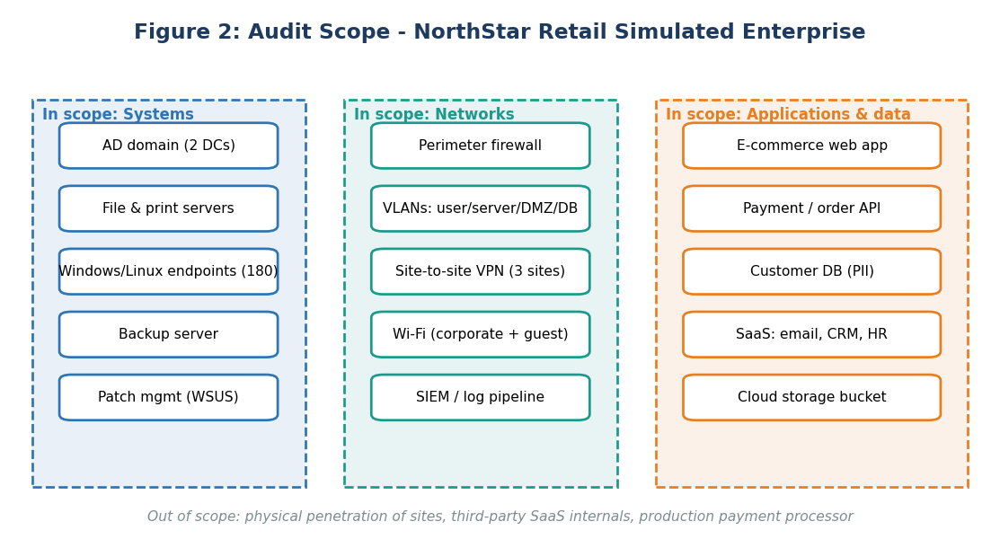 Figure 2: Audit Scope - NorthStar Retail Simulated Enterprise
In scope: Systems
AD domain (2 DCs)
File & print servers
Windows/Linux endpoints (180)
Backup server
Patch mgmt (WSUS)
In scope: Networks
Perimeter firewall
VLANs: user/server/DMZ/DB
Site-to-site VPN (3 sites)
Wi-Fi (corporate + guest)
SIEM / log pipeline
In scope: Applications & data
E-commerce web app
Payment / order API
Customer DB (PII)
SaaS: email, CRM, HR
Cloud storage bucket
Out of scope: physical penetration of sites, third-party SaaS internals, production payment processor